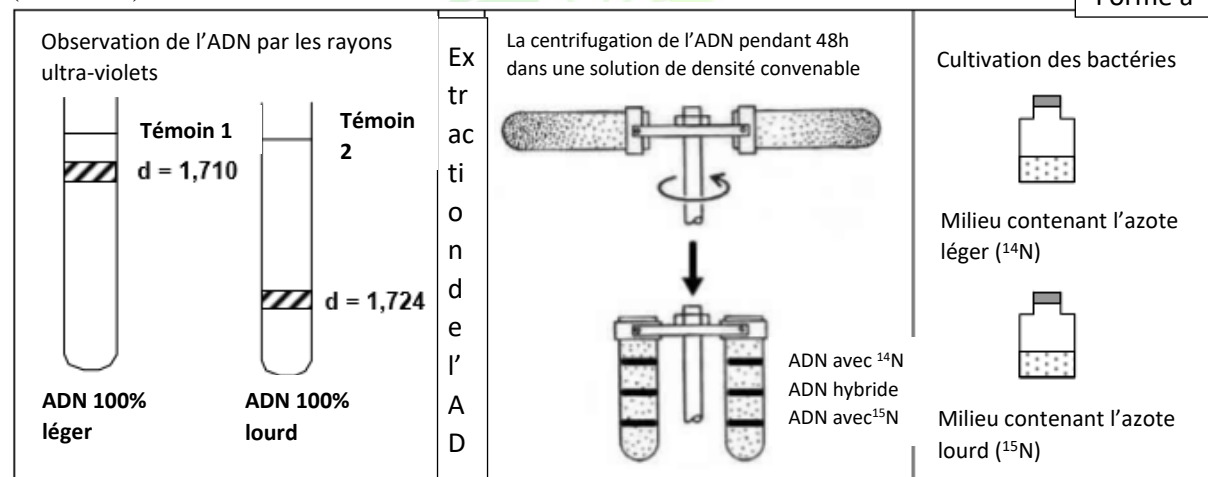 Forme a
Observation de l'ADN par les rayons
ultra-violets
Témoin 1
d = 1,710
Témoin
2
d = 1,724
ADN 100%
léger
ADN 100%
lourd
Ex
tr
ac
ti
o
n
d
e
l'
A
D
La centrifugation de l'ADN pendant 48h
dans une solution de densité convenable
ADN avec ¹⁴N
ADN hybride
ADN avec¹⁵N
Cultivation des bactéries
Milieu contenant l'azote
léger (¹⁴N)
Milieu contenant l'azote
lourd (¹⁵N)